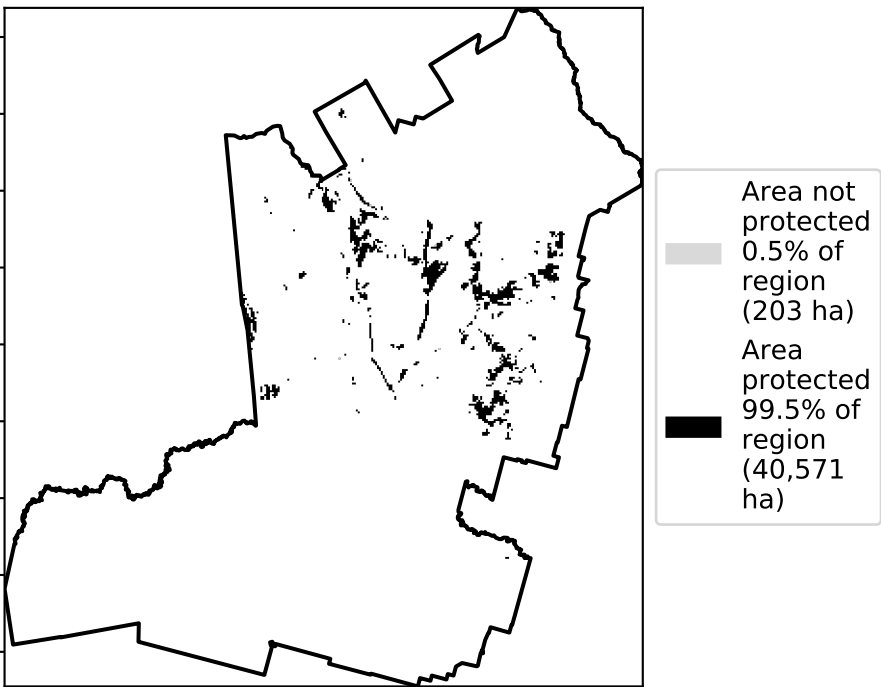 Area not
protected
0.5% of
region
(203 ha)
Area
protected
99.5% of
region
(40,571
ha)